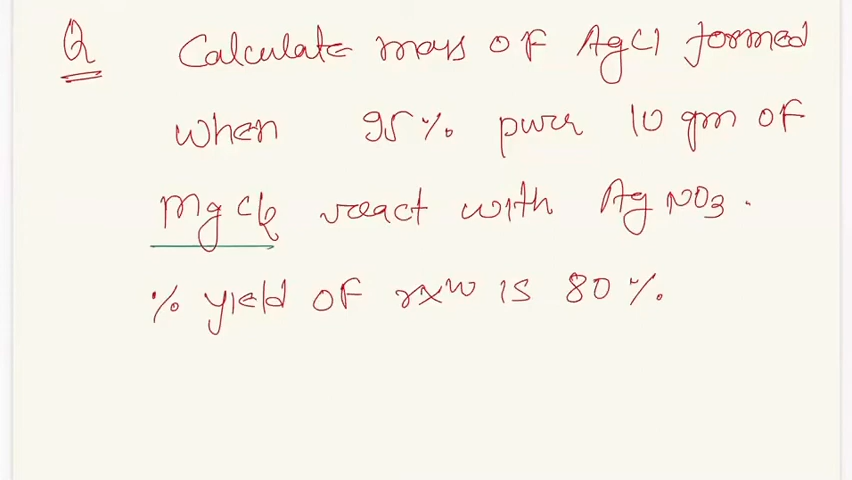 Q Calculate mass of AgCl formed
when 95% pure 10 gm of
MgCl2 react with AgNO3.
% yield of rxn is 80%.